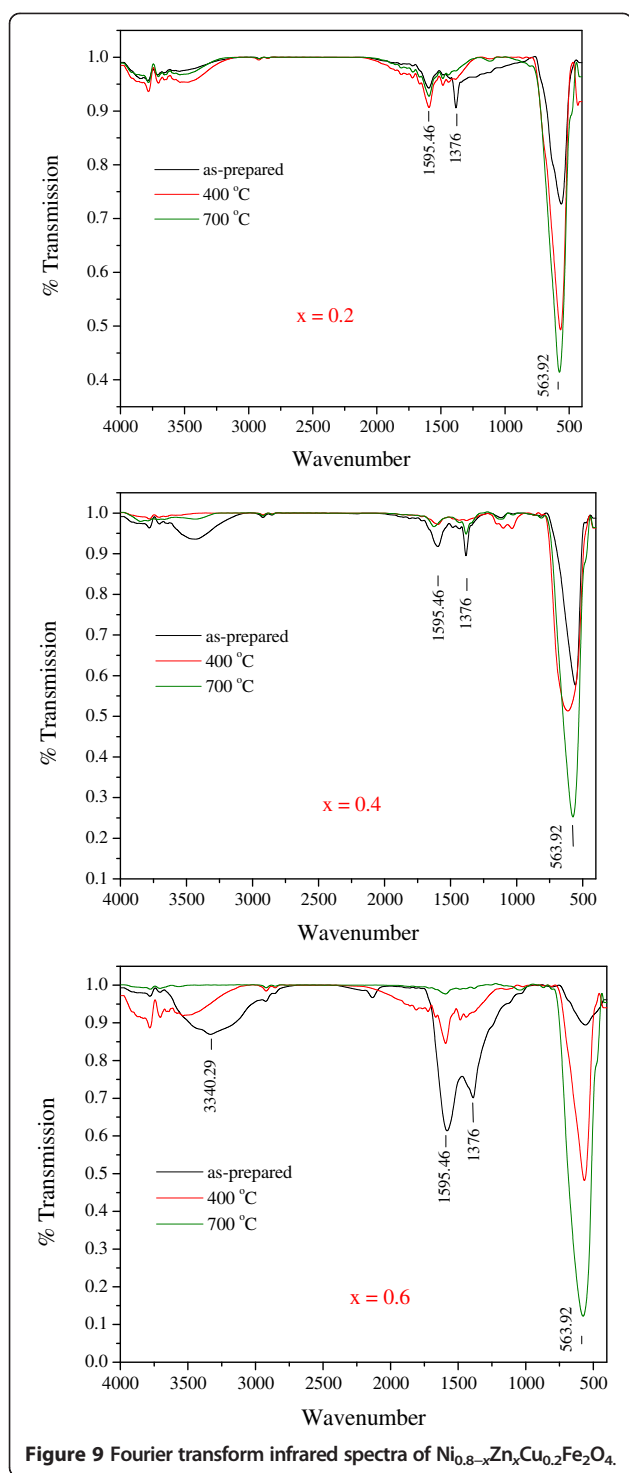 1.0
0.9
0.8
0.7
0.6
0.5
0.4
% Transmission
1595.46
1376
as-prepared
400 °C
700 °C
x = 0.2
563.92
4000 3500 3000 2500 2000 1500 1000 500
Wavenumber
1.0
0.9
0.8
0.7
0.6
0.5
0.4
0.3
0.2
0.1
% Transmission
1595.46
1376
as-prepared
400 °C
700 °C
x = 0.4
563.92
4000 3500 3000 2500 2000 1500 1000 500
Wavenumber
1.0
0.9
0.8
0.7
0.6
0.5
0.4
0.3
0.2
0.1
0.0
% Transmission
3340.29
1595.46
1376
as-prepared
400 °C
700 °C
x = 0.6
563.92
4000 3500 3000 2500 2000 1500 1000 500
Wavenumber
Figure 9 Fourier transform infrared spectra of Ni₀.₈₋ₓZnₓCu₀.₂Fe₂O₄.